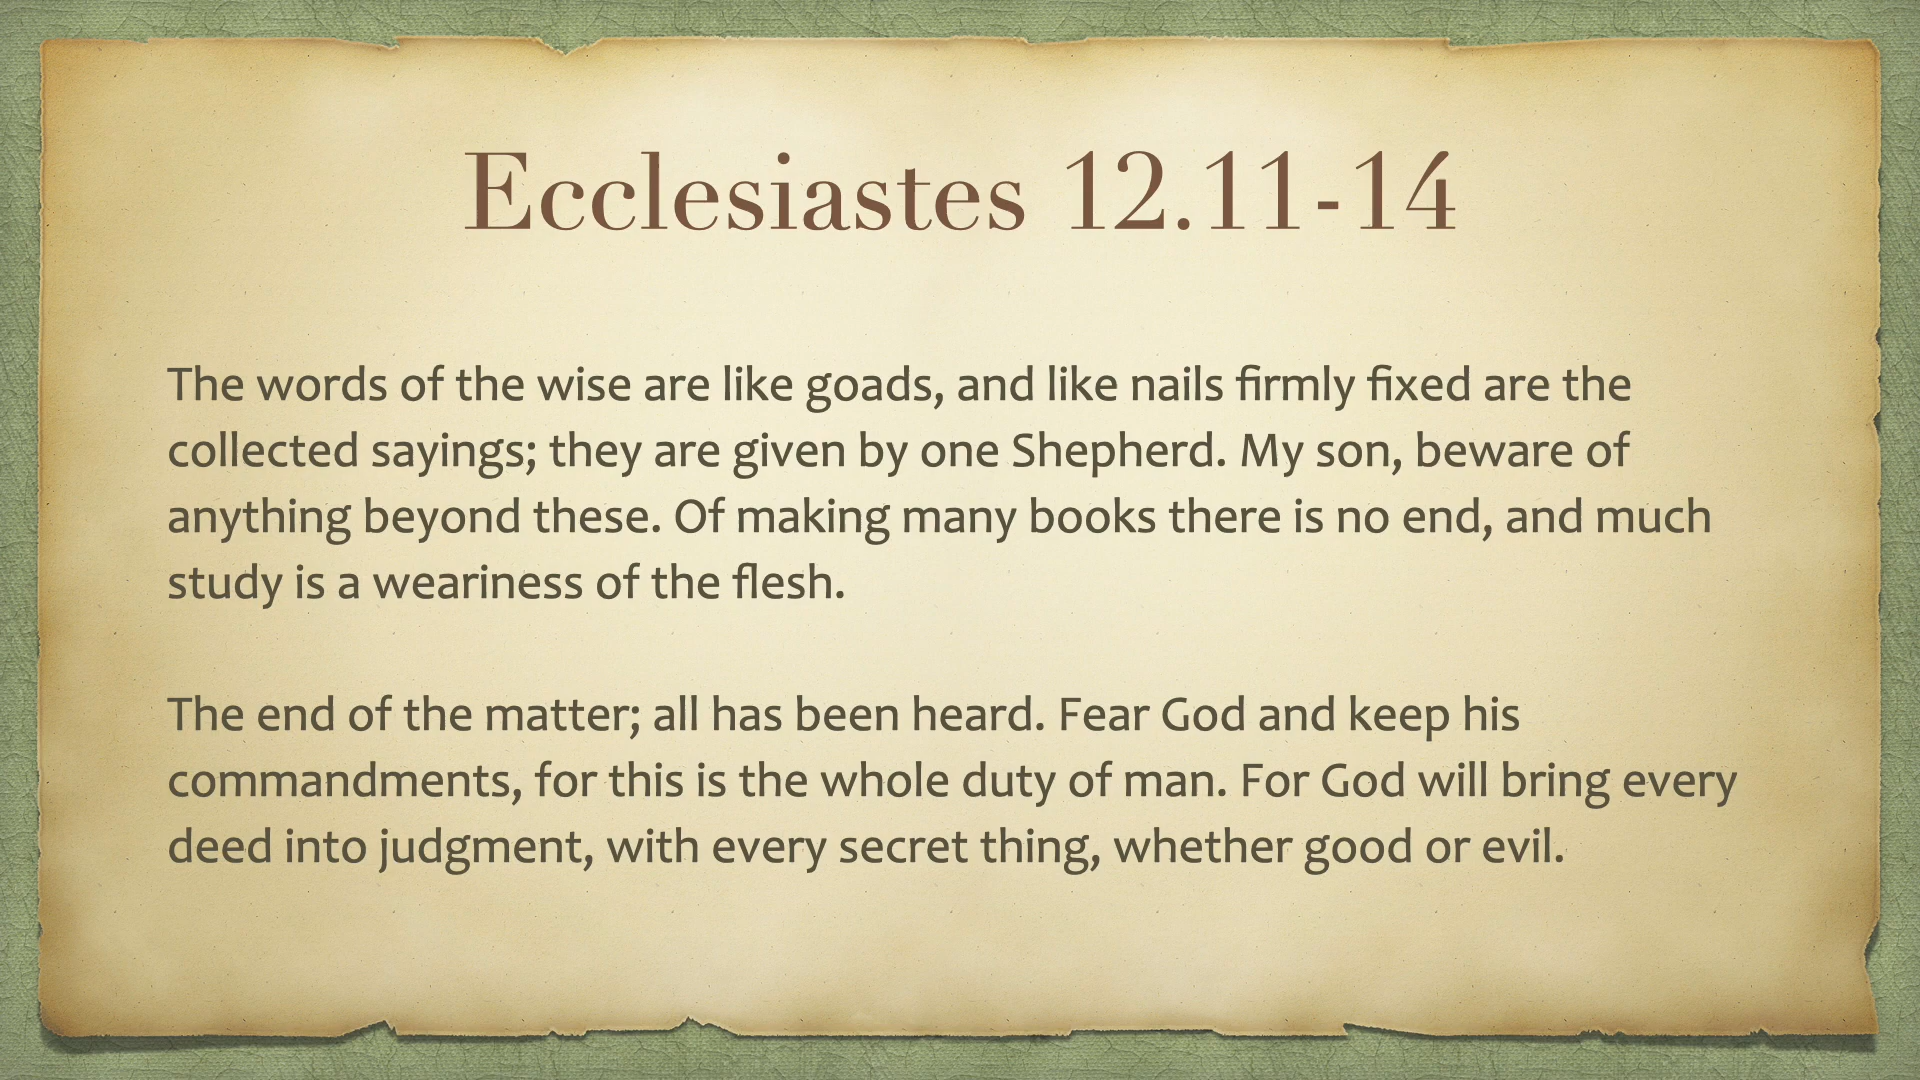 Ecclesiastes 12.11-14
The words of the wise are like goads, and like nails firmly fixed are the
collected sayings; they are given by one Shepherd. My son, beware of
anything beyond these. Of making many books there is no end, and much
study is a weariness of the flesh.
The end of the matter; all has been heard. Fear God and keep his
commandments, for this is the whole duty of man. For God will bring every
deed into judgment, with every secret thing, whether good or evil.